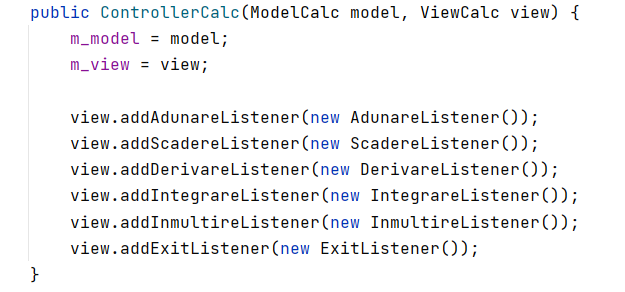 public ControllerCalc(ModelCalc model, ViewCalc view) {
m_model = model;
m_view = view;
view.addAdunareListener(new AdunareListener());
view.addScadereListener(new ScadereListener());
view.addDerivareListener(new DerivareListener());
view.addIntegrareListener(new IntegrareListener());
view.addInmultireListener(new InmultireListener());
view.addExitListener(new ExitListener());
}